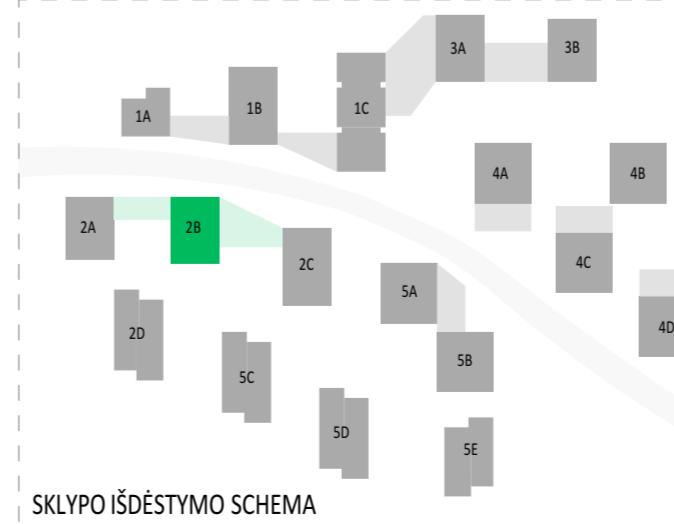 3A
3B
1A
1B
1C
4A
4B
2A
2B
2C
4C
5A
2D
4D
5B
5C
5D
5E
SKLYPO IŠDĖSTYMO SCHEMA